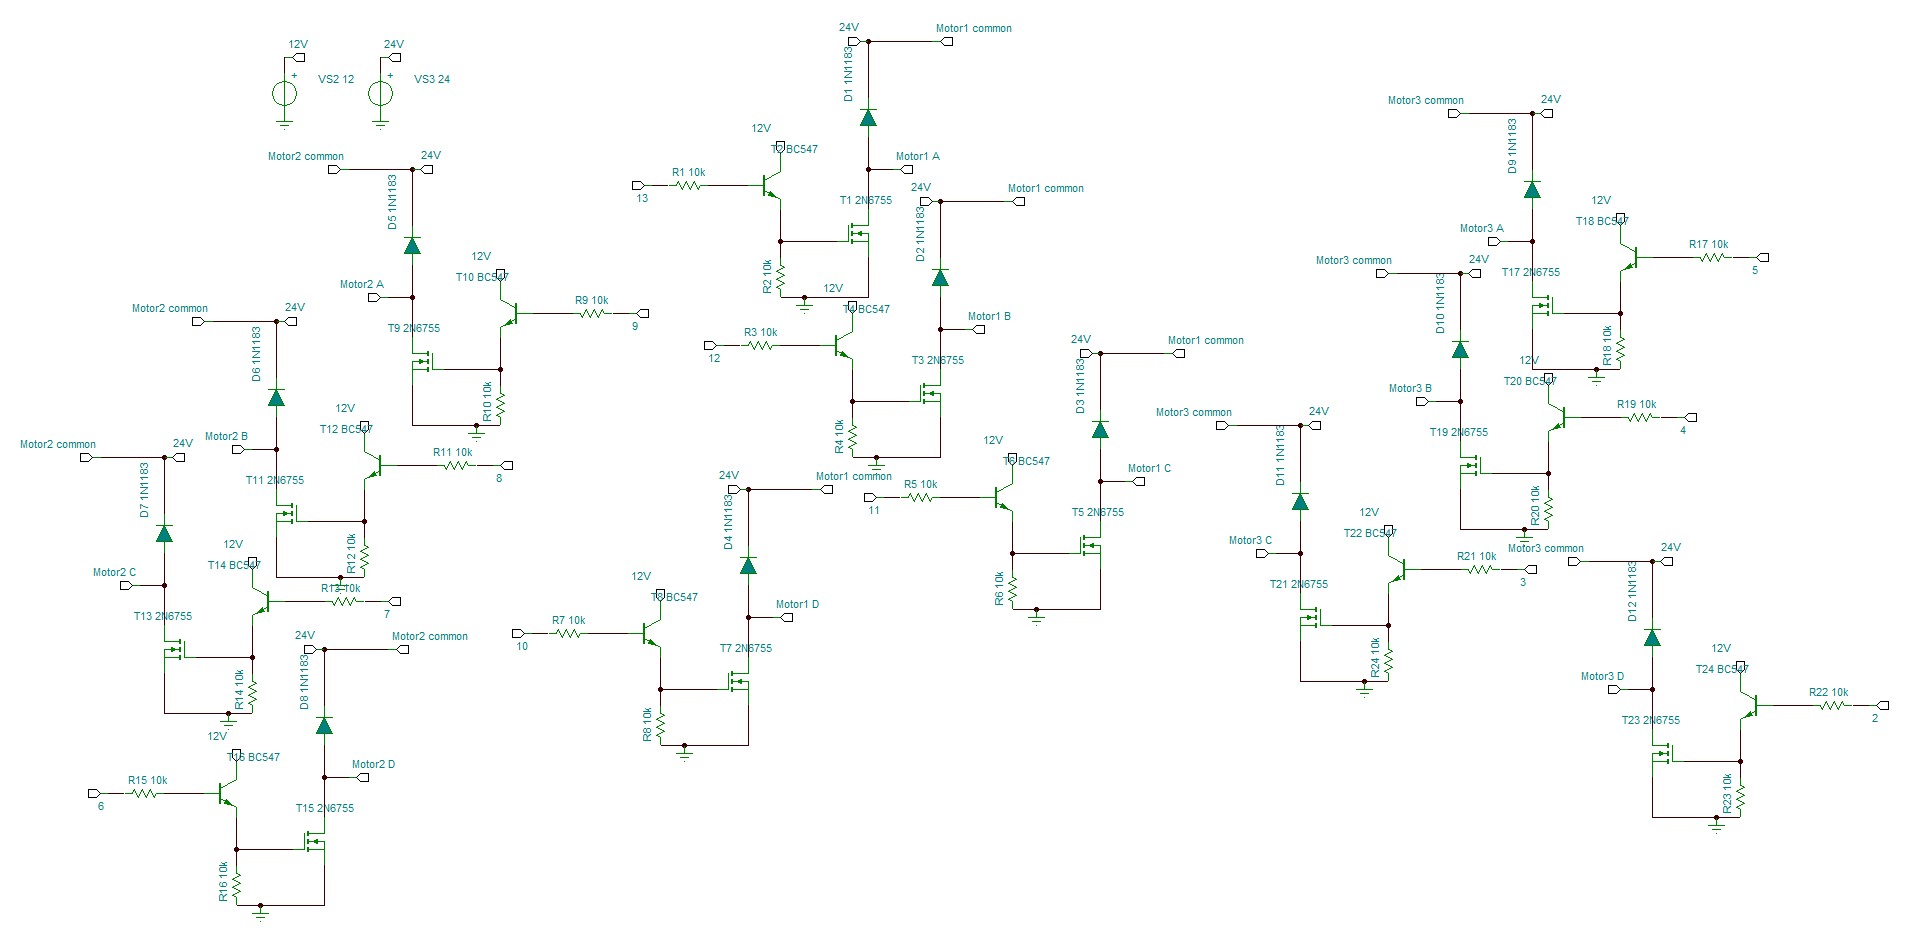 12V
VS2 12
24V
VS3 24
24V
Motor1 common
D1 1N1183
12V
T2 BC547
R1 10k
13
Motor1 A
T1 2N6755
R2 10k
24V
Motor1 common
D2 1N1183
12V
T4 BC547
R3 10k
12
Motor1 B
T3 2N6755
R4 10k
24V
Motor1 common
D3 1N1183
12V
T6 BC547
R5 10k
11
Motor1 C
T5 2N6755
R6 10k
24V
Motor1 common
D4 1N1183
12V
T8 BC547
R7 10k
10
Motor1 D
T7 2N6755
R8 10k
Motor2 common
24V
D5 1N1183
12V
T10 BC547
Motor2 A
R9 10k
9
T9 2N6755
R10 10k
Motor2 common
24V
D6 1N1183
12V
T12 BC547
Motor2 B
R11 10k
8
T11 2N6755
R12 10k
Motor2 common
24V
D7 1N1183
12V
T14 BC547
Motor2 C
R13 10k
7
T13 2N6755
R14 10k
24V
Motor2 common
D8 1N1183
12V
T16 BC547
R15 10k
6
Motor2 D
T15 2N6755
R16 10k
Motor3 common
24V
D9 1N1183
12V
T18 BC547
Motor3 A
R17 10k
5
T17 2N6755
R18 10k
Motor3 common
24V
D10 1N1183
12V
T20 BC547
Motor3 B
R19 10k
4
T19 2N6755
R20 10k
Motor3 common
24V
D11 1N1183
12V
T22 BC547
Motor3 C
R21 10k
3
T21 2N6755
R24 10k
Motor3 common
24V
D12 1N1183
12V
T24 BC547
Motor3 D
R22 10k
2
T23 2N6755
R23 10k